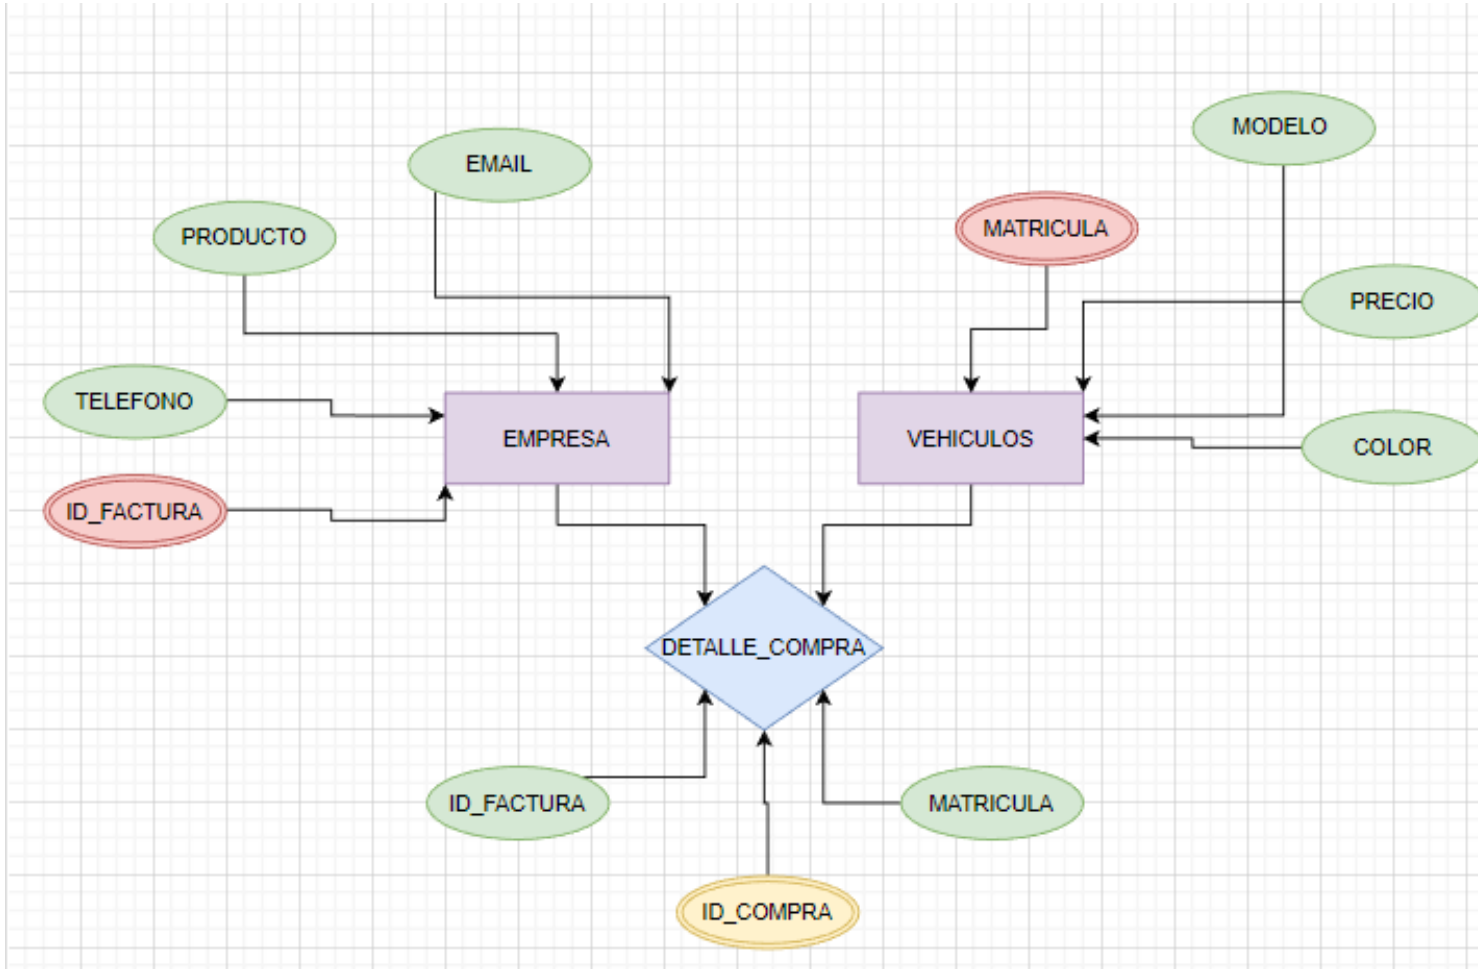 MODELO
EMAIL
MATRICULA
PRODUCTO
PRECIO
TELEFONO
EMPRESA
VEHICULOS
COLOR
ID_FACTURA
DETALLE_COMPRA
ID_FACTURA
MATRICULA
ID_COMPRA